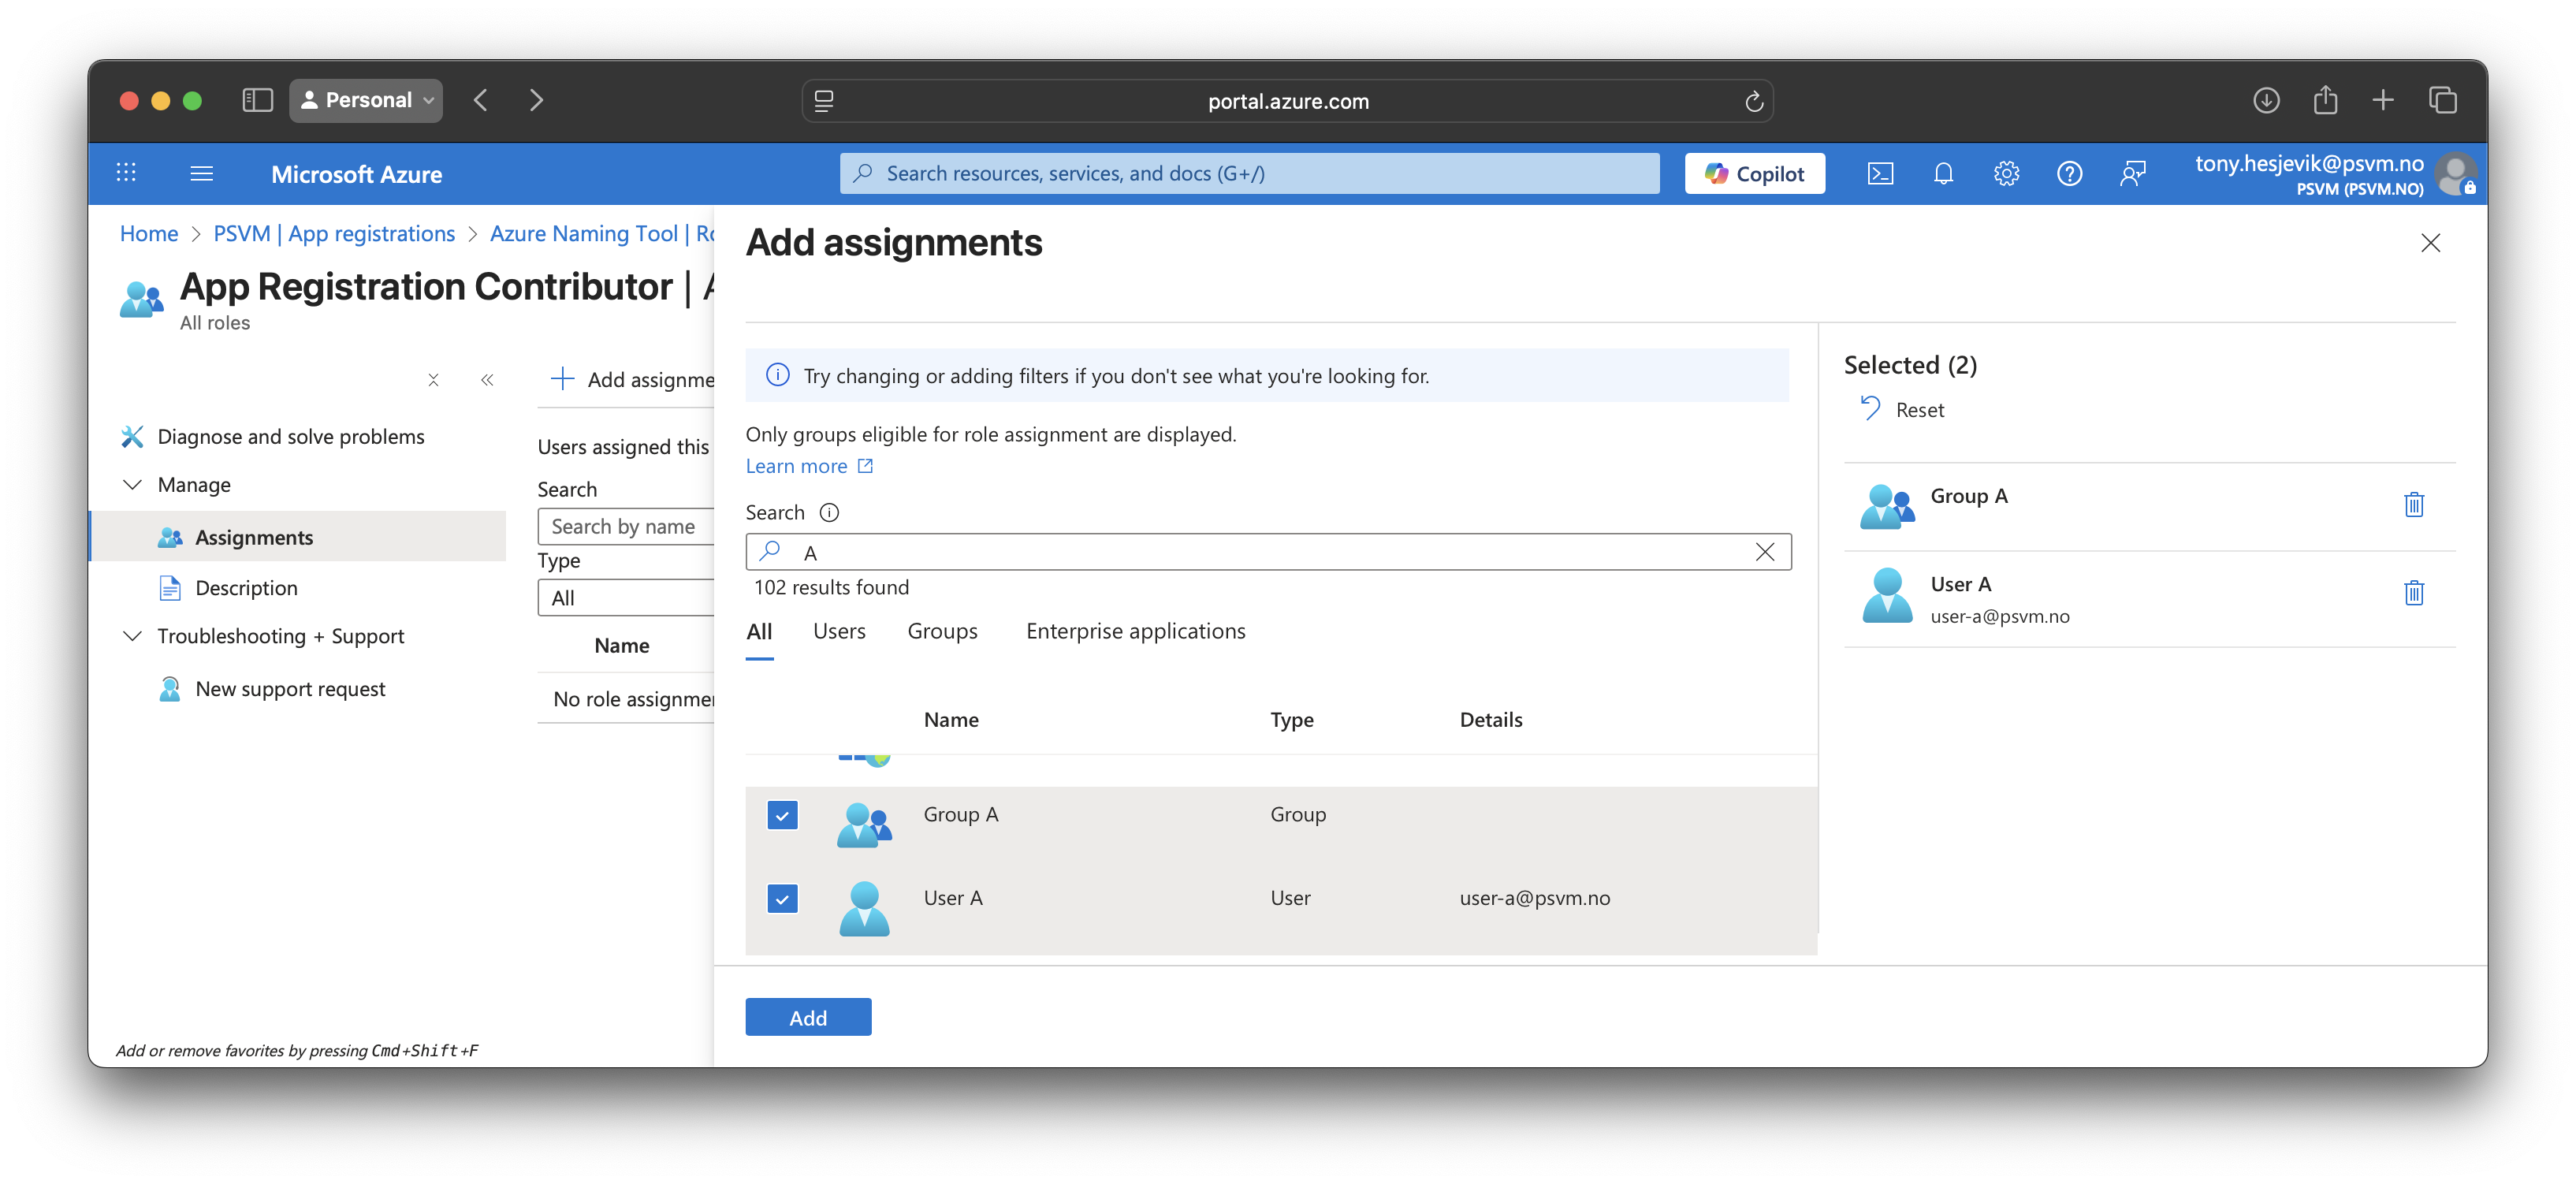 Personal
portal.azure.com
Microsoft Azure
Search resources, services, and docs (G+/)
Copilot
tony.hesjevik@psvm.no
PSVM (PSVM.NO)
Home > PSVM | App registrations > Azure Naming Tool | Ro
App Registration Contributor | A
All roles
Diagnose and solve problems
Manage
Assignments
Description
Troubleshooting + Support
New support request
Add or remove favorites by pressing Cmd+Shift+F
Add assignme
Users assigned this
Search
Search by name
Type
All
Name
No role assignme
Add assignments
Try changing or adding filters if you don't see what you're looking for.
Only groups eligible for role assignment are displayed.
Learn more
Search
A
102 results found
All Users Groups Enterprise applications
Name Type Details
Group A Group
User A User user-a@psvm.no
Add
Selected (2)
Reset
Group A
User A
user-a@psvm.no